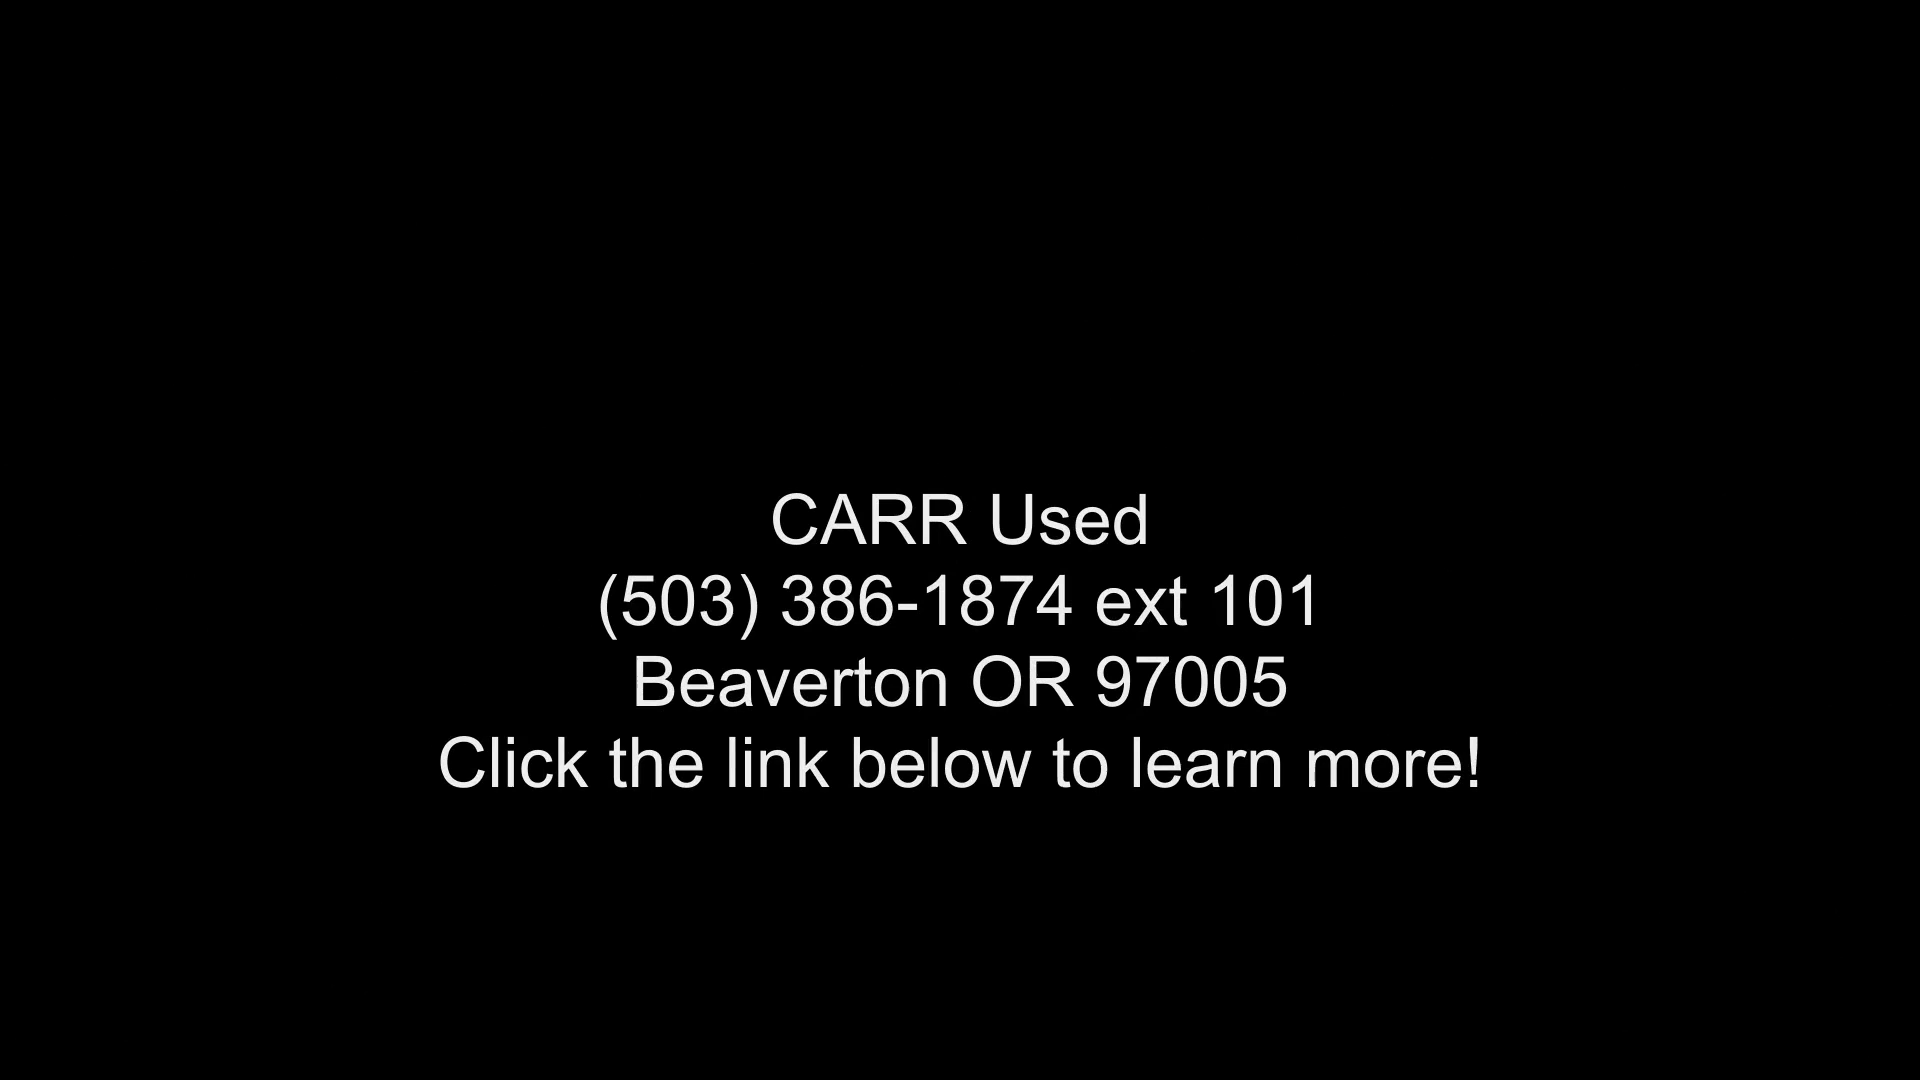 CARR Used
(503) 386-1874 ext 101
Beaverton OR 97005
Click the link below to learn more!